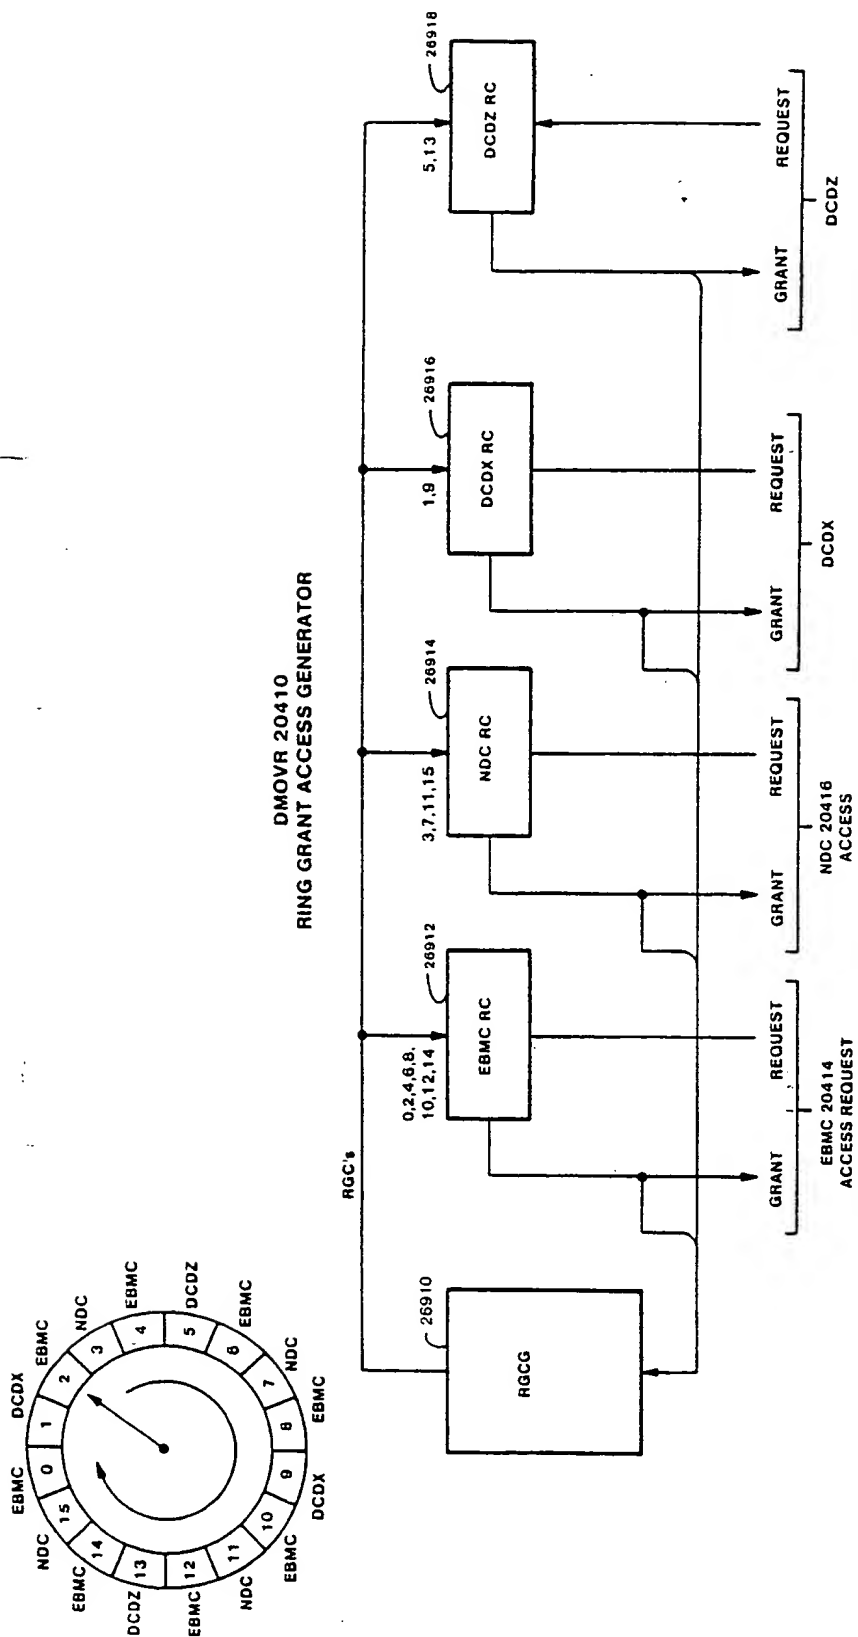 DMOVR 20410
RING GRANT ACCESS GENERATOR
EBMC
DCDX
EBMC
NDC
EBMC
DCDZ
EBMC
NDC
EBMC
DCDX
EBMC
NDC
EBMC
DCDZ
EBMC
NDC
0
1
2
3
4
5
6
7
8
9
10
11
12
13
14
15
RGC's
26910
RGCG
0,2,4,6,8,
10,12,14
26912
EBMC RC
3,7,11,15
26914
NDC RC
1,9
26916
DCDX RC
5,13
26918
DCDZ RC
GRANT
REQUEST
EBMC 20414
ACCESS REQUEST
GRANT
REQUEST
NDC 20416
ACCESS
GRANT
REQUEST
DCDX
GRANT
REQUEST
DCDZ